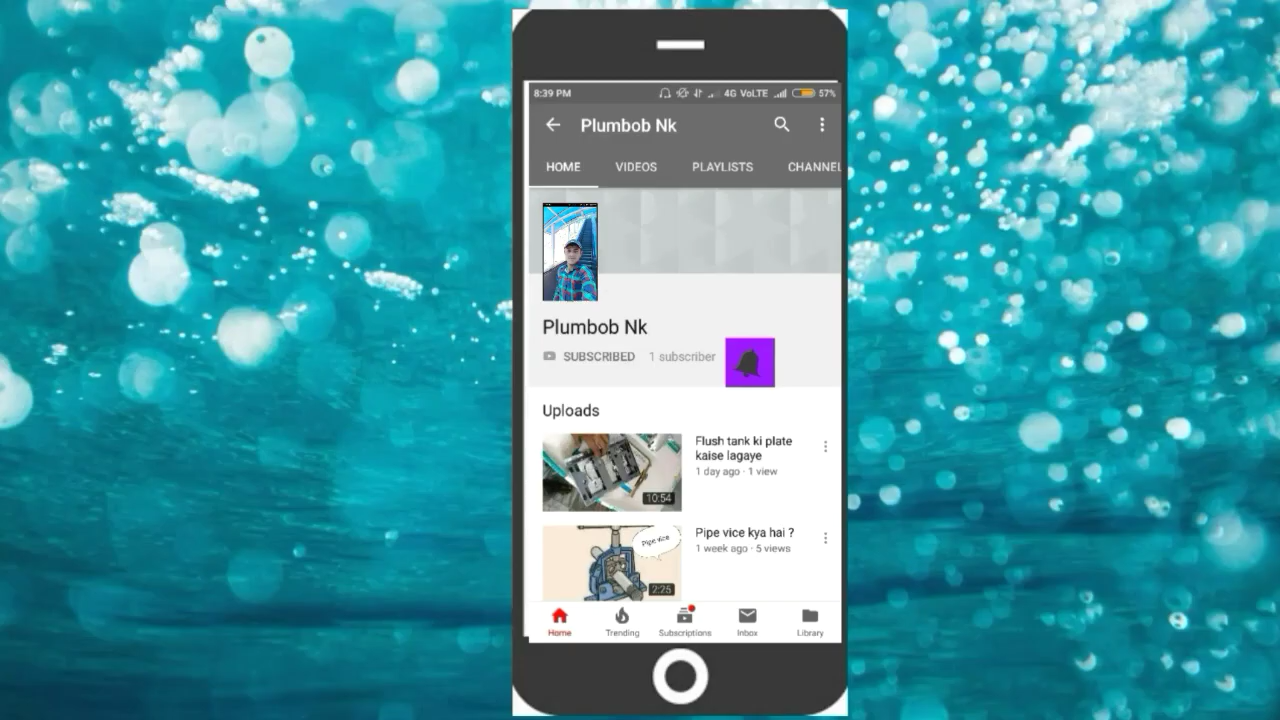 8:39 PM 4G VoLTE 57%
Plumbob Nk
HOME VIDEOS PLAYLISTS CHANNEL
Plumbob Nk
SUBSCRIBED 1 subscriber
Uploads
Flush tank ki plate
kaise lagaye
1 day ago · 1 view
10:54
Pipe vice kya hai ?
1 week ago · 5 views
Pipe vice
2:25
Home Trending Subscriptions Inbox Library